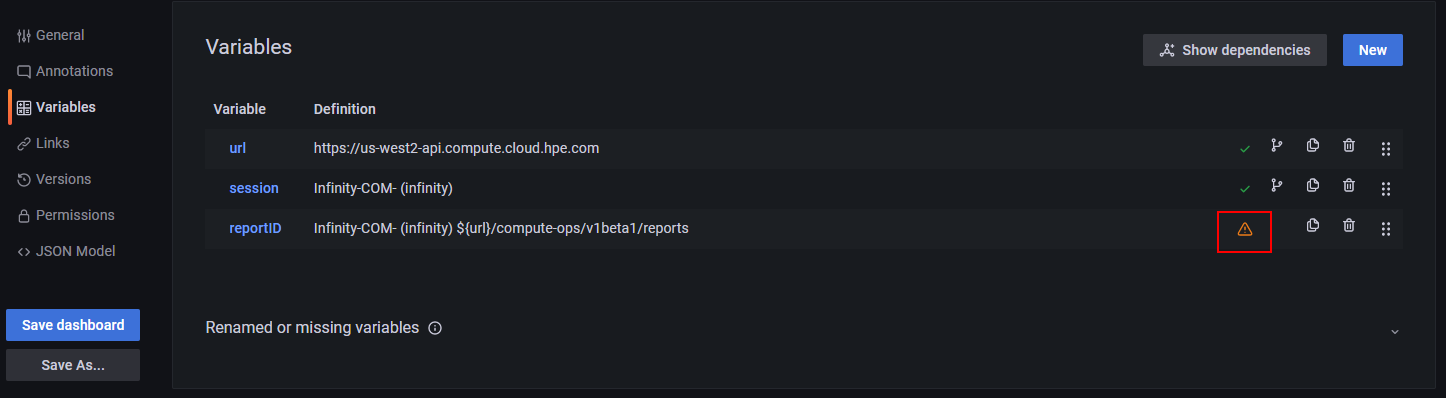 General
Annotations
Variables
Links
Versions
Permissions
JSON Model
Save dashboard
Save As...
Variables
Show dependencies
New
Variable Definition
url https://us-west2-api.compute.cloud.hpe.com
session Infinity-COM- (infinity)
reportID Infinity-COM- (infinity) ${url}/compute-ops/v1beta1/reports
Renamed or missing variables